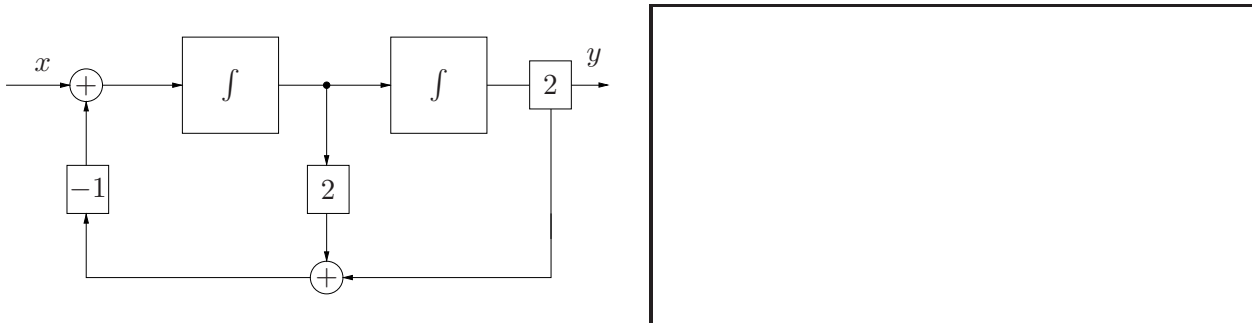 x + ∫ ∫ 2 y
−1 2
+